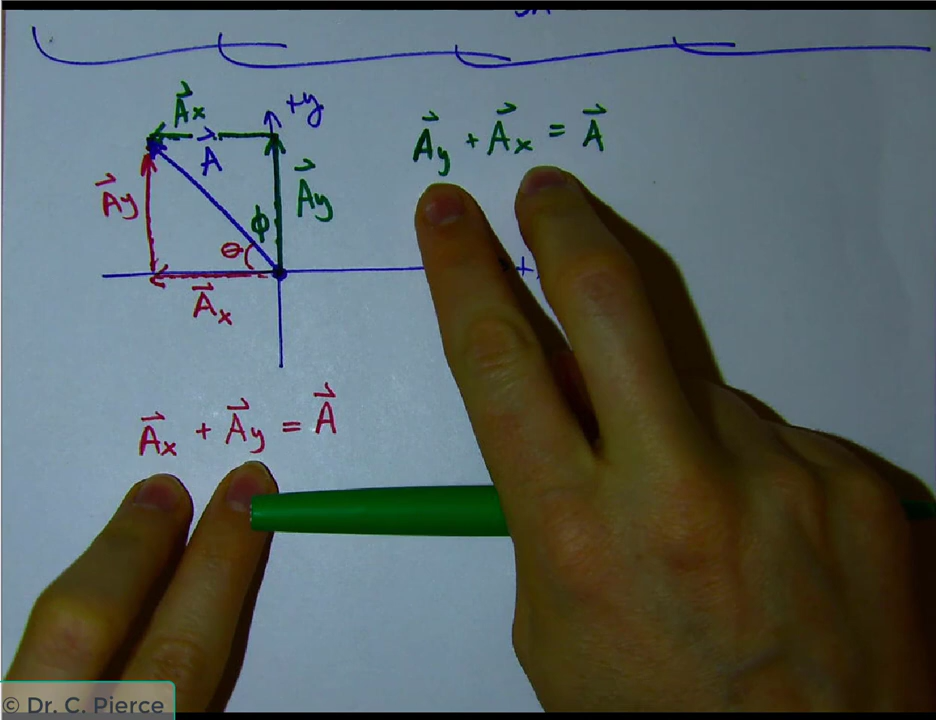 +y
A⃗x
A⃗
A⃗y
A⃗y
ϕ
θ
A⃗x
A⃗y + A⃗x = A⃗
A⃗x + A⃗y = A⃗
© Dr. C. Pierce